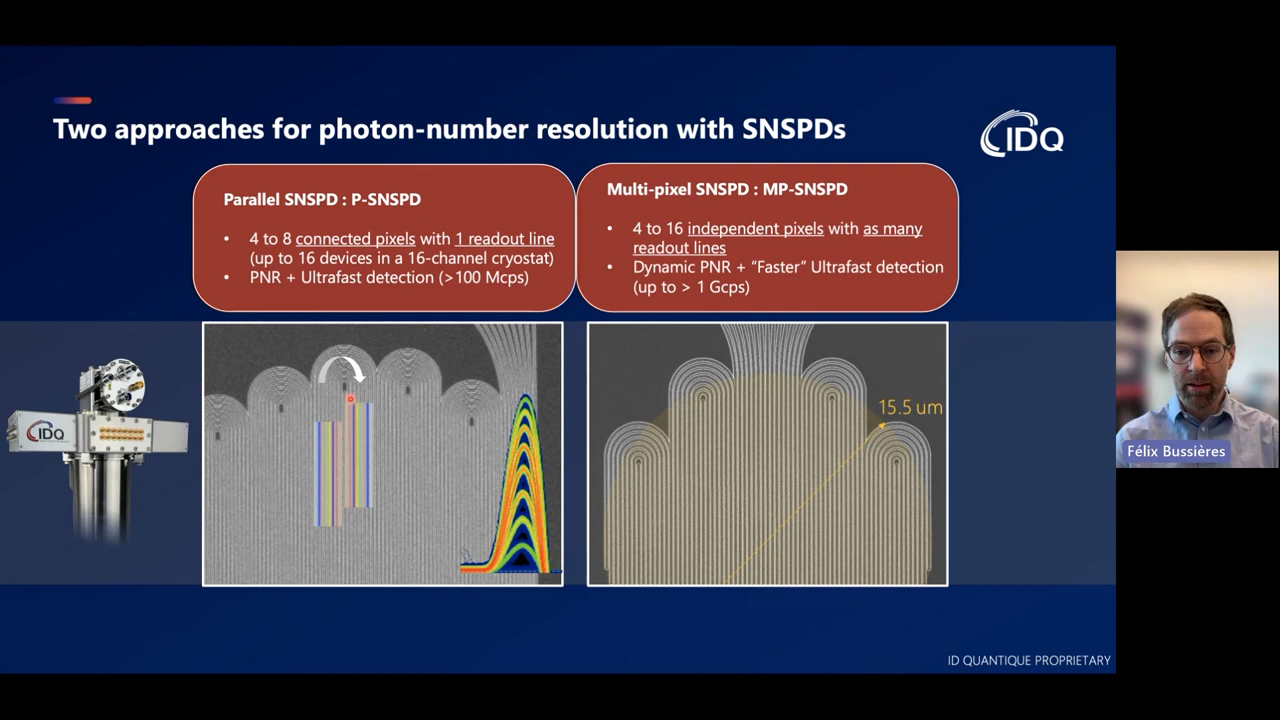 Two approaches for photon-number resolution with SNSPDs
IDQ
Parallel SNSPD : P-SNSPD
• 4 to 8 connected pixels with 1 readout line
(up to 16 devices in a 16-channel cryostat)
• PNR + Ultrafast detection (>100 Mcps)
Multi-pixel SNSPD : MP-SNSPD
• 4 to 16 independent pixels with as many
readout lines
• Dynamic PNR + “Faster” Ultrafast detection
(up to > 1 Gcps)
IDQ
15.5 um
Félix Bussières
ID QUANTIQUE PROPRIETARY